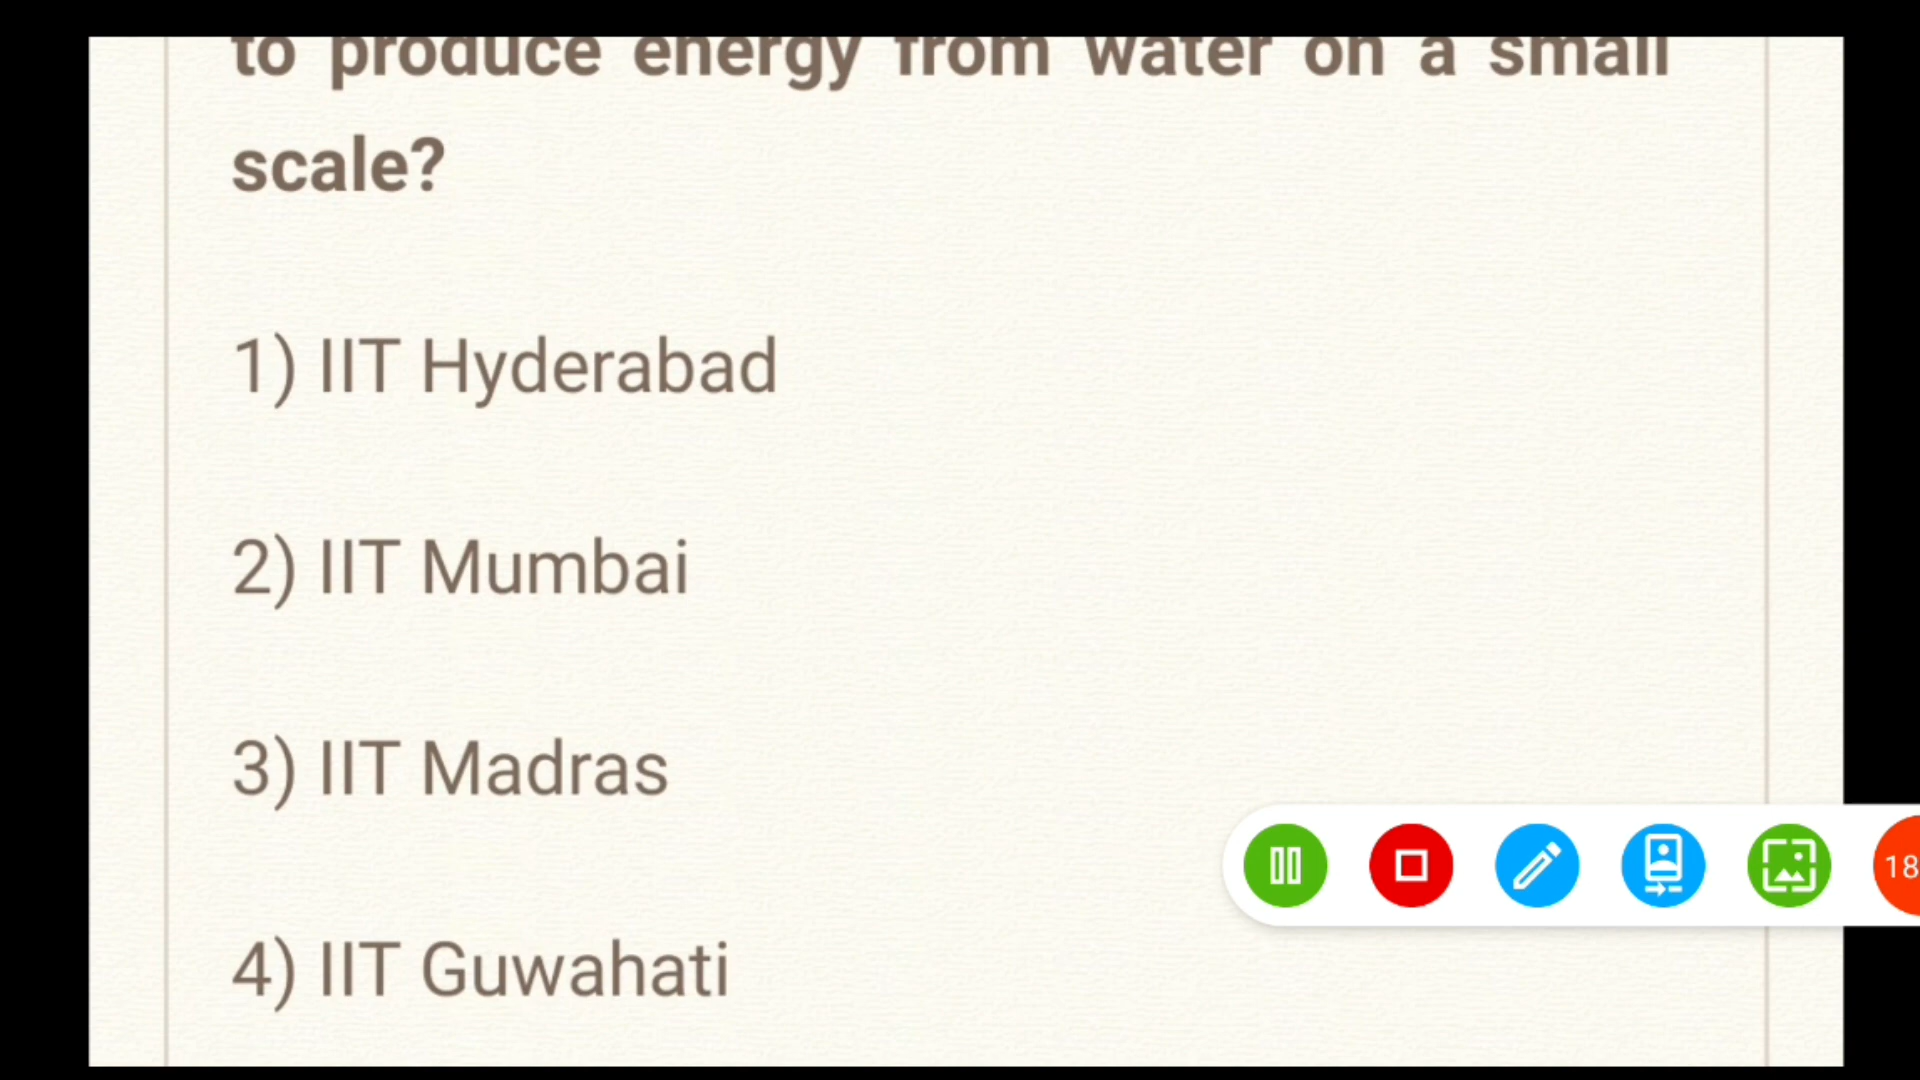 to produce energy from water on a small
scale?
1) IIT Hyderabad
2) IIT Mumbai
3) IIT Madras
4) IIT Guwahati
18